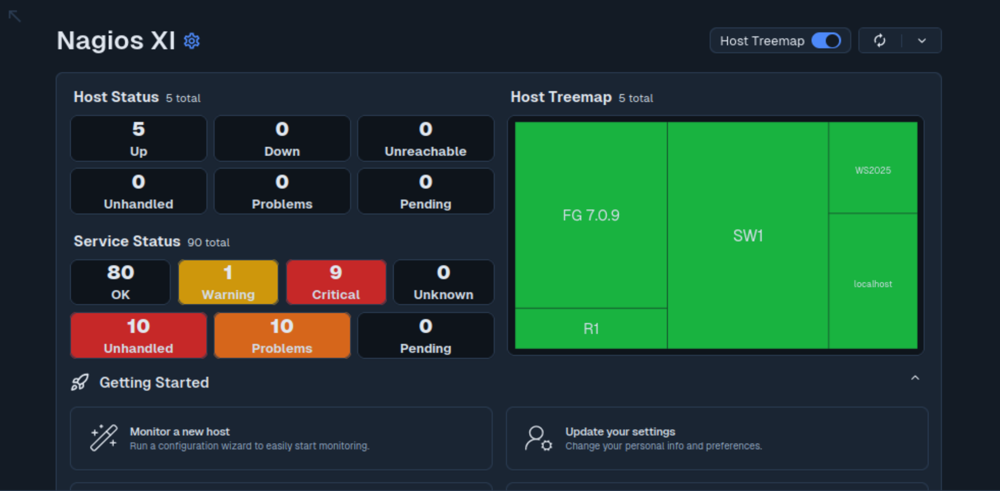 Nagios XI
Host Treemap
Host Status 5 total
5
Up
0
Down
0
Unreachable
0
Unhandled
0
Problems
0
Pending
Service Status 90 total
80
OK
1
Warning
9
Critical
0
Unknown
10
Unhandled
10
Problems
0
Pending
Host Treemap 5 total
FG 7.0.9
R1
SW1
WS2025
localhost
Getting Started
Monitor a new host
Run a configuration wizard to easily start monitoring.
Update your settings
Change your personal info and preferences.